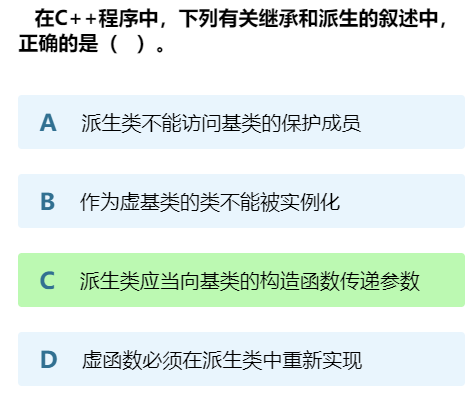 在C++程序中，下列有关继承和派生的叙述中，
正确的是（ ）。
A 派生类不能访问基类的保护成员
B 作为虚基类的类不能被实例化
C 派生类应当向基类的构造函数传递参数
D 虚函数必须在派生类中重新实现